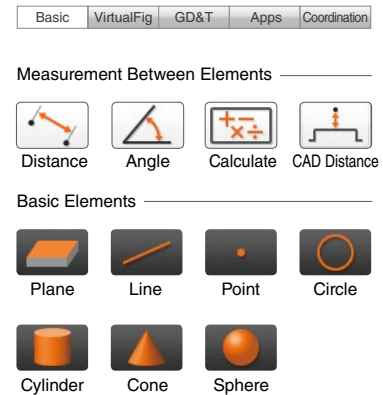 Basic VirtualFig GD&T Apps Coordination
Measurement Between Elements
Distance Angle Calculate CAD Distance
Basic Elements
Plane Line Point Circle
Cylinder Cone Sphere